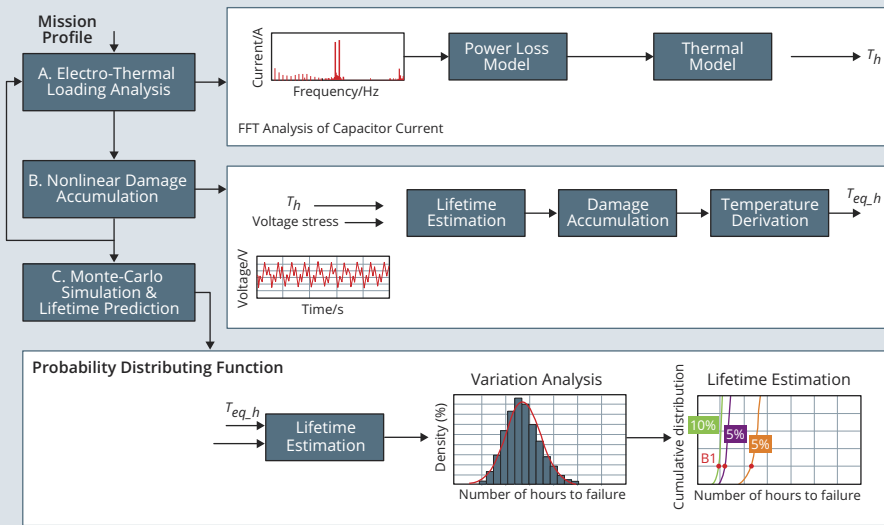 Mission
Profile
A. Electro-Thermal
Loading Analysis
B. Nonlinear Damage
Accumulation
C. Monte-Carlo
Simulation &
Lifetime Prediction
Current/A
Frequency/Hz
FFT Analysis of Capacitor Current
Power Loss
Model
Thermal
Model
T_h
T_h
Voltage stress
Voltage/V
Time/s
Lifetime
Estimation
Damage
Accumulation
Temperature
Derivation
T_eq_h
Probability Distributing Function
T_eq_h
Lifetime
Estimation
Variation Analysis
Density (%)
Number of hours to failure
Lifetime Estimation
Cumulative distribution
10%
5%
5%
B1
Number of hours to failure